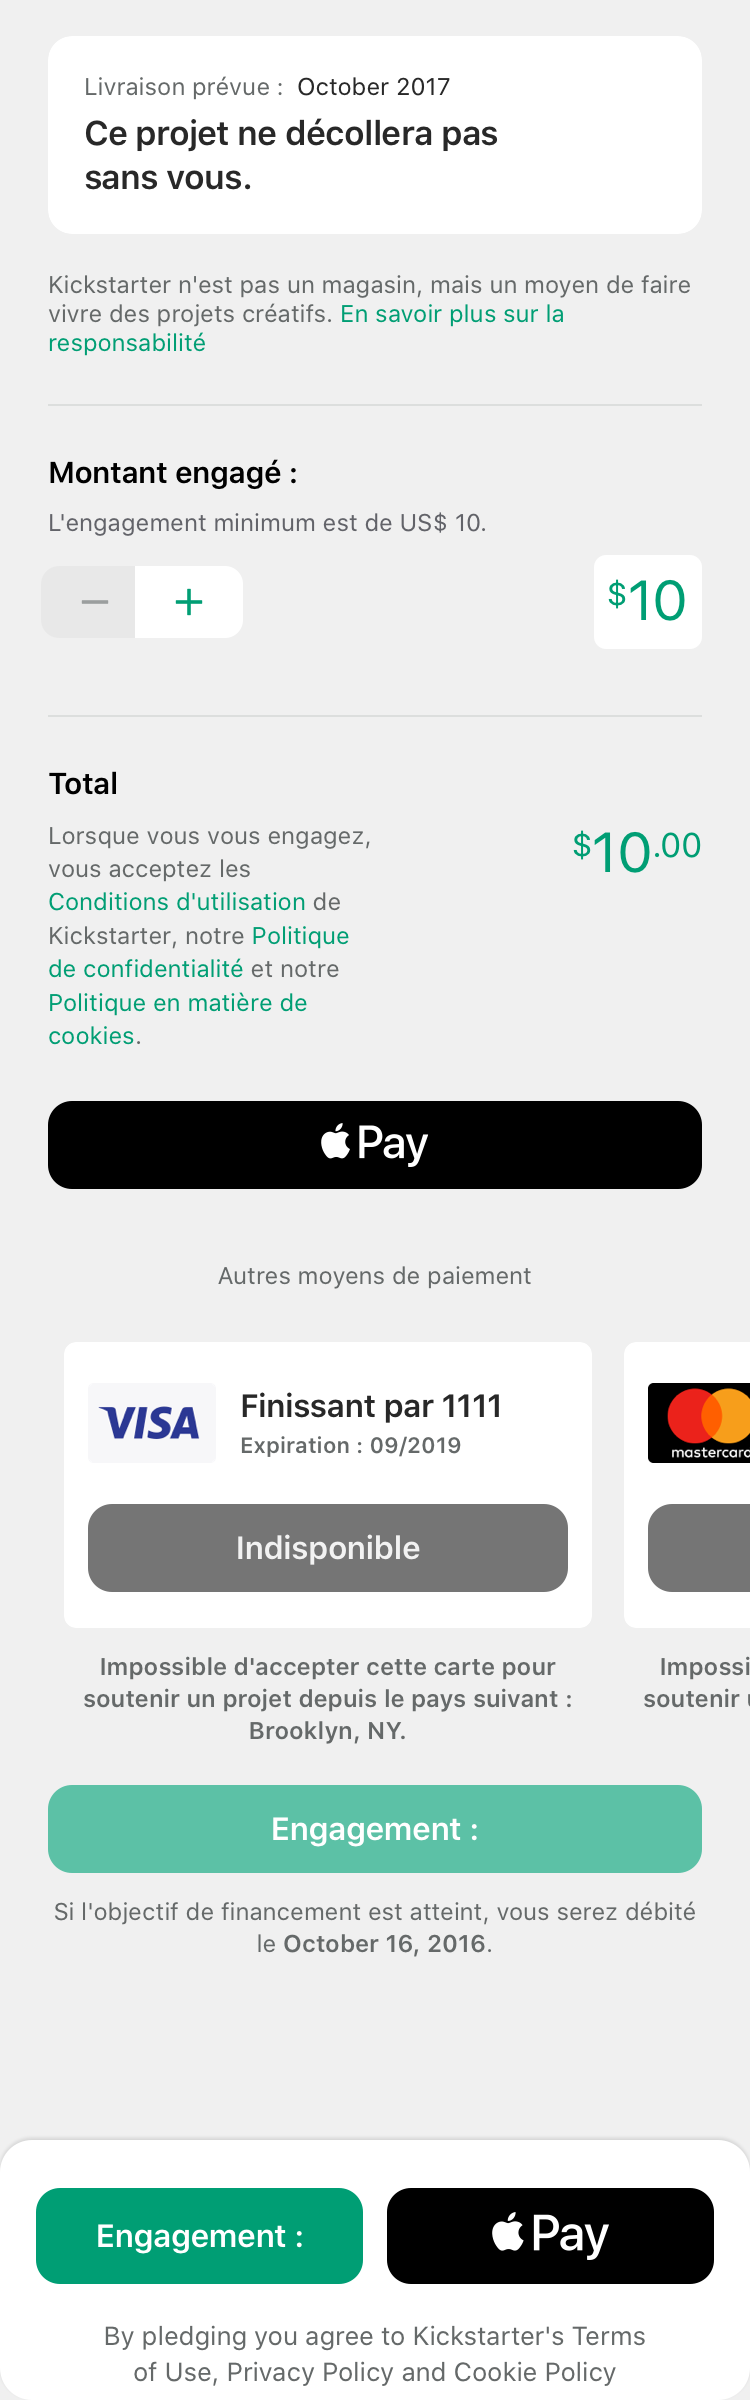 Livraison prévue : October 2017
Ce projet ne décollera pas
sans vous.
Kickstarter n'est pas un magasin, mais un moyen de faire
vivre des projets créatifs. En savoir plus sur la
responsabilité
Montant engagé :
L'engagement minimum est de US$ 10.
− +
$10
Total
$10.00
Lorsque vous vous engagez,
vous acceptez les
Conditions d'utilisation de
Kickstarter, notre Politique
de confidentialité et notre
Politique en matière de
cookies.
Pay
Autres moyens de paiement
VISA
Finissant par 1111
Expiration : 09/2019
Indisponible
Impossible d'accepter cette carte pour
soutenir un projet depuis le pays suivant :
Brooklyn, NY.
mastercard
Impossi
soutenir
Engagement :
Si l'objectif de financement est atteint, vous serez débité
le October 16, 2016.
Engagement :
Pay
By pledging you agree to Kickstarter's Terms
of Use, Privacy Policy and Cookie Policy